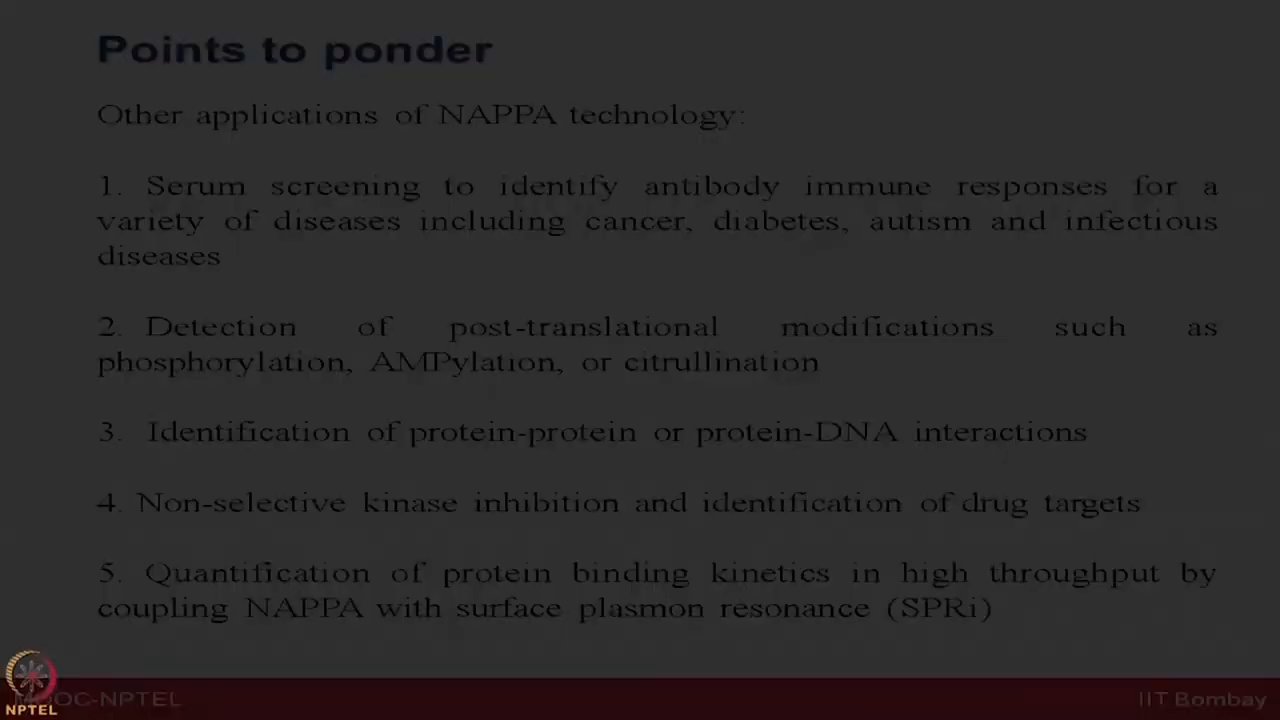 Points to ponder
Other applications of NAPPA technology:
1. Serum screening to identify antibody immune responses for a
variety of diseases including cancer, diabetes, autism and infectious
diseases
2. Detection of post-translational modifications such as
phosphorylation, AMPylation, or citrullination
3. Identification of protein-protein or protein-DNA interactions
4. Non-selective kinase inhibition and identification of drug targets
5. Quantification of protein binding kinetics in high throughput by
coupling NAPPA with surface plasmon resonance (SPRi)
MOOC-NPTEL
IIT Bombay
NPTEL